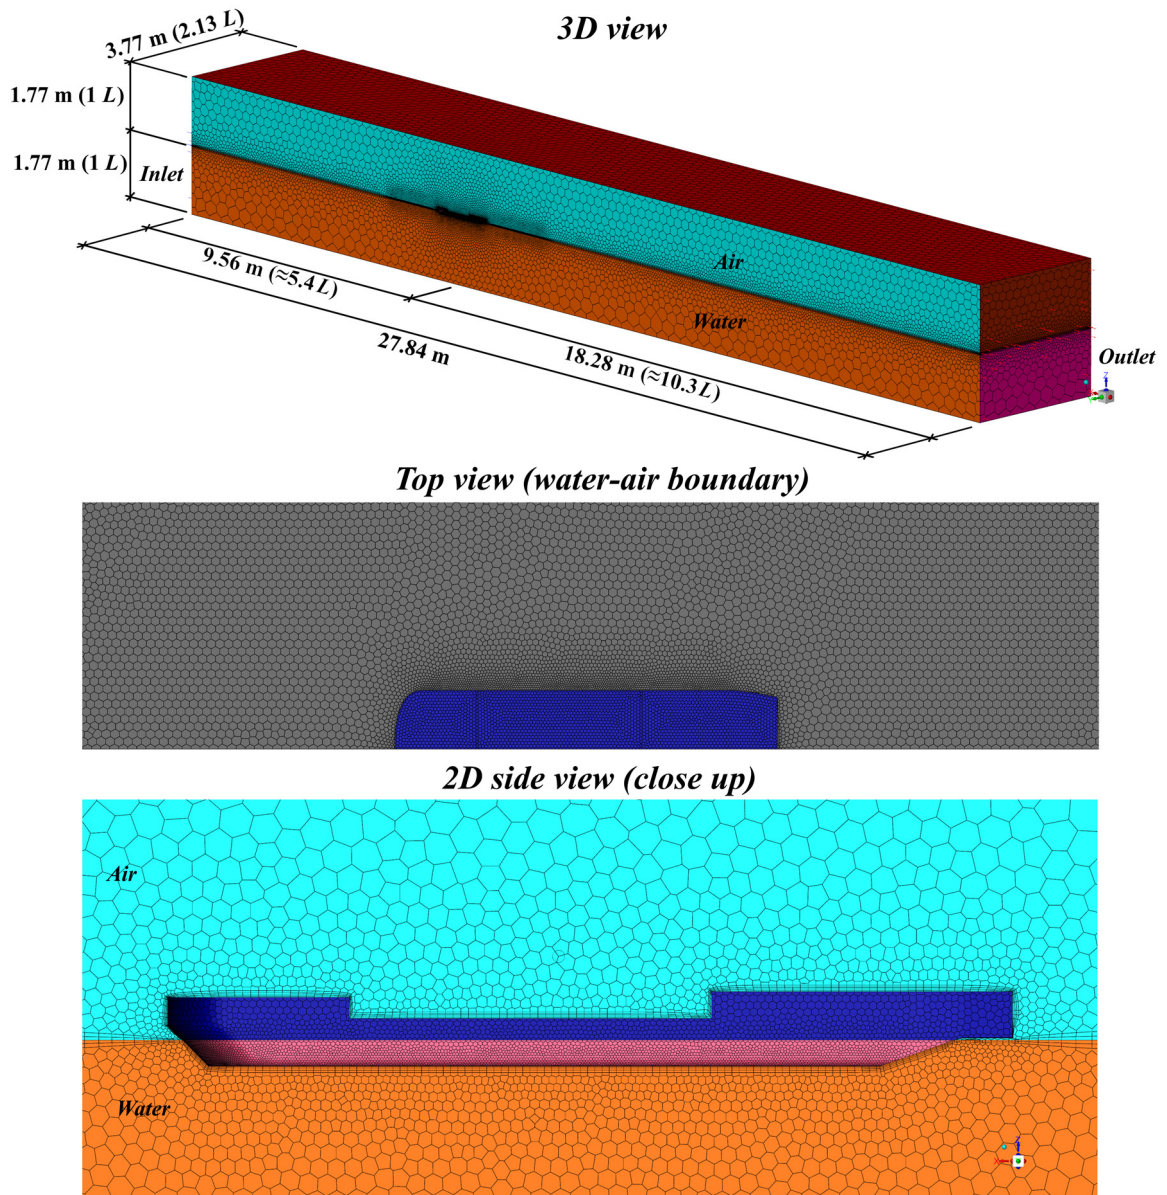 3D view
3.77 m (2.13 L)
1.77 m (1 L)
1.77 m (1 L)
Inlet
Air
Water
9.56 m (≈5.4 L)
27.84 m
18.28 m (≈10.3 L)
Outlet
Z
Top view (water-air boundary)
2D side view (close up)
Air
Water
Z
X